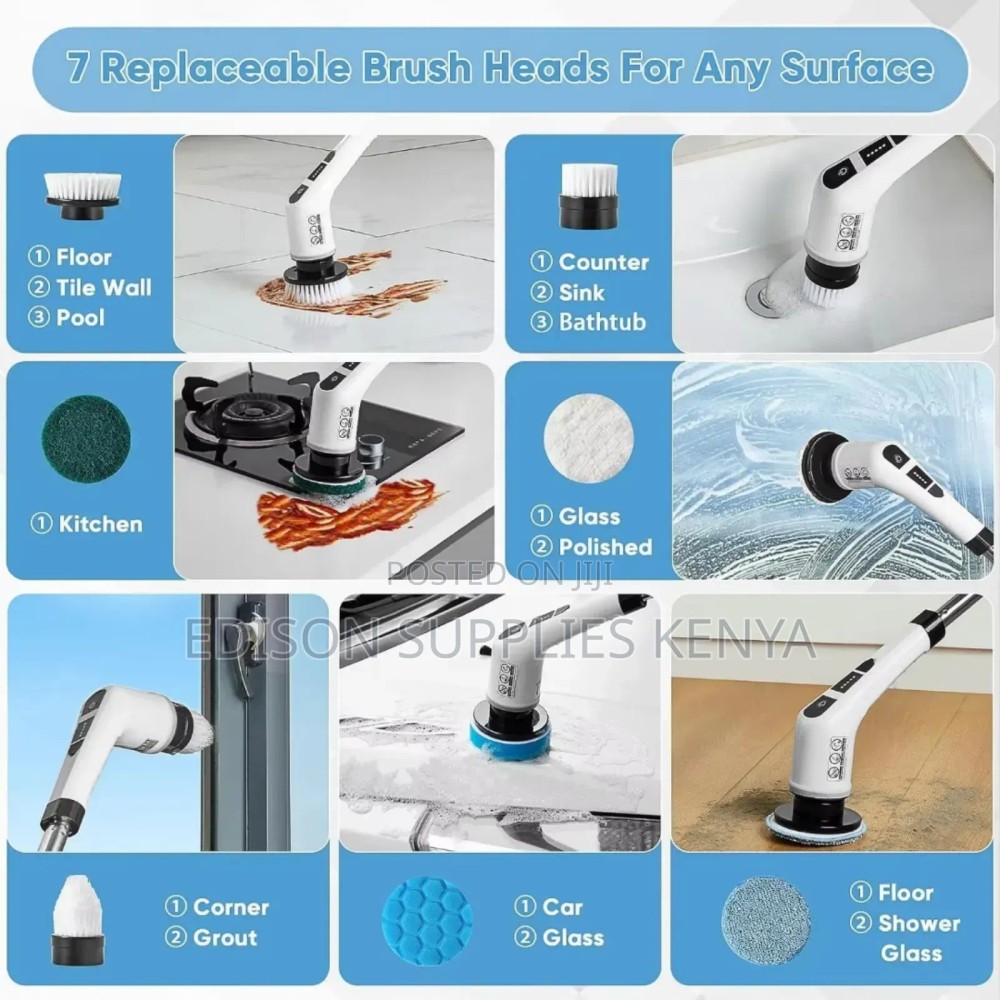 7 Replaceable Brush Heads For Any Surface
① Floor
② Tile Wall
③ Pool
① Counter
② Sink
③ Bathtub
① Kitchen
① Glass
② Polished
POSTED ON JIJI
EDISON SUPPLIES KENYA
① Corner
② Grout
① Car
② Glass
① Floor
② Shower
Glass